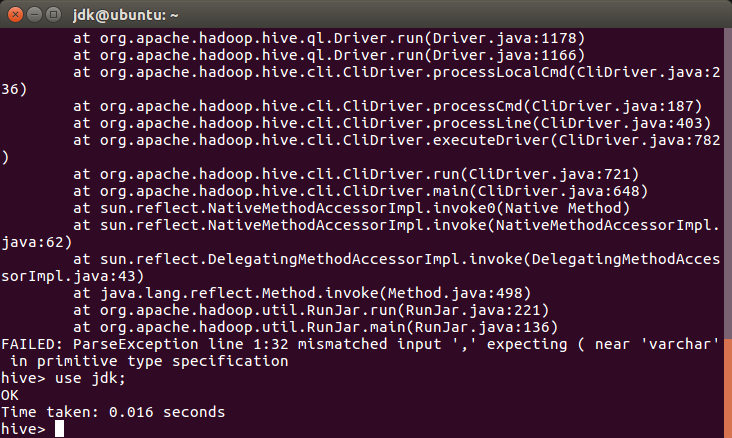 jdk@ubuntu: ~
at org.apache.hadoop.hive.ql.Driver.run(Driver.java:1178)
at org.apache.hadoop.hive.ql.Driver.run(Driver.java:1166)
at org.apache.hadoop.hive.cli.CliDriver.processLocalCmd(CliDriver.java:2
36)
at org.apache.hadoop.hive.cli.CliDriver.processCmd(CliDriver.java:187)
at org.apache.hadoop.hive.cli.CliDriver.processLine(CliDriver.java:403)
at org.apache.hadoop.hive.cli.CliDriver.executeDriver(CliDriver.java:782
)
at org.apache.hadoop.hive.cli.CliDriver.run(CliDriver.java:721)
at org.apache.hadoop.hive.cli.CliDriver.main(CliDriver.java:648)
at sun.reflect.NativeMethodAccessorImpl.invoke0(Native Method)
at sun.reflect.NativeMethodAccessorImpl.invoke(NativeMethodAccessorImpl.
java:62)
at sun.reflect.DelegatingMethodAccessorImpl.invoke(DelegatingMethodAcces
sorImpl.java:43)
at java.lang.reflect.Method.invoke(Method.java:498)
at org.apache.hadoop.util.RunJar.run(RunJar.java:221)
at org.apache.hadoop.util.RunJar.main(RunJar.java:136)
FAILED: ParseException line 1:32 mismatched input ',' expecting ( near 'varchar'
in primitive type specification
hive> use jdk;
OK
Time taken: 0.016 seconds
hive>